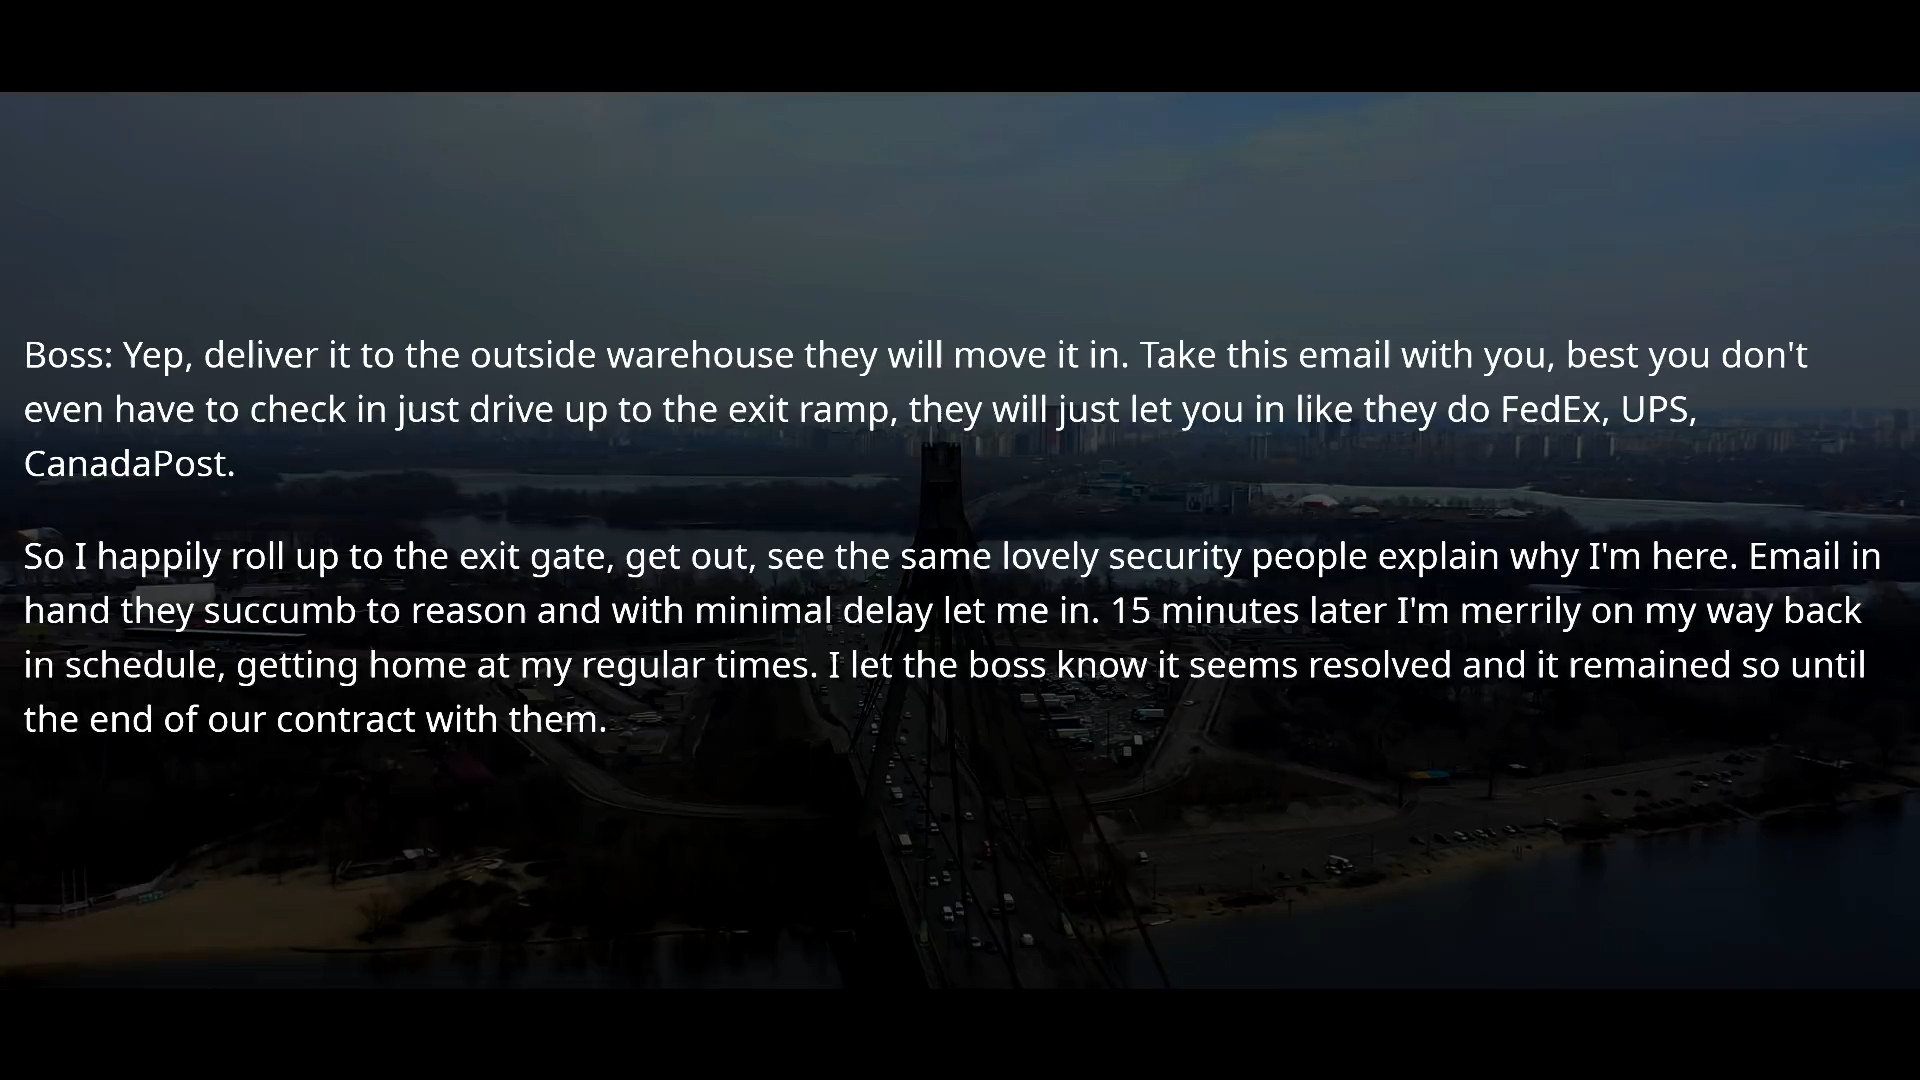 Boss: Yep, deliver it to the outside warehouse they will move it in. Take this email with you, best you don't
even have to check in just drive up to the exit ramp, they will just let you in like they do FedEx, UPS,
CanadaPost.
So I happily roll up to the exit gate, get out, see the same lovely security people explain why I'm here. Email in
hand they succumb to reason and with minimal delay let me in. 15 minutes later I'm merrily on my way back
in schedule, getting home at my regular times. I let the boss know it seems resolved and it remained so until
the end of our contract with them.